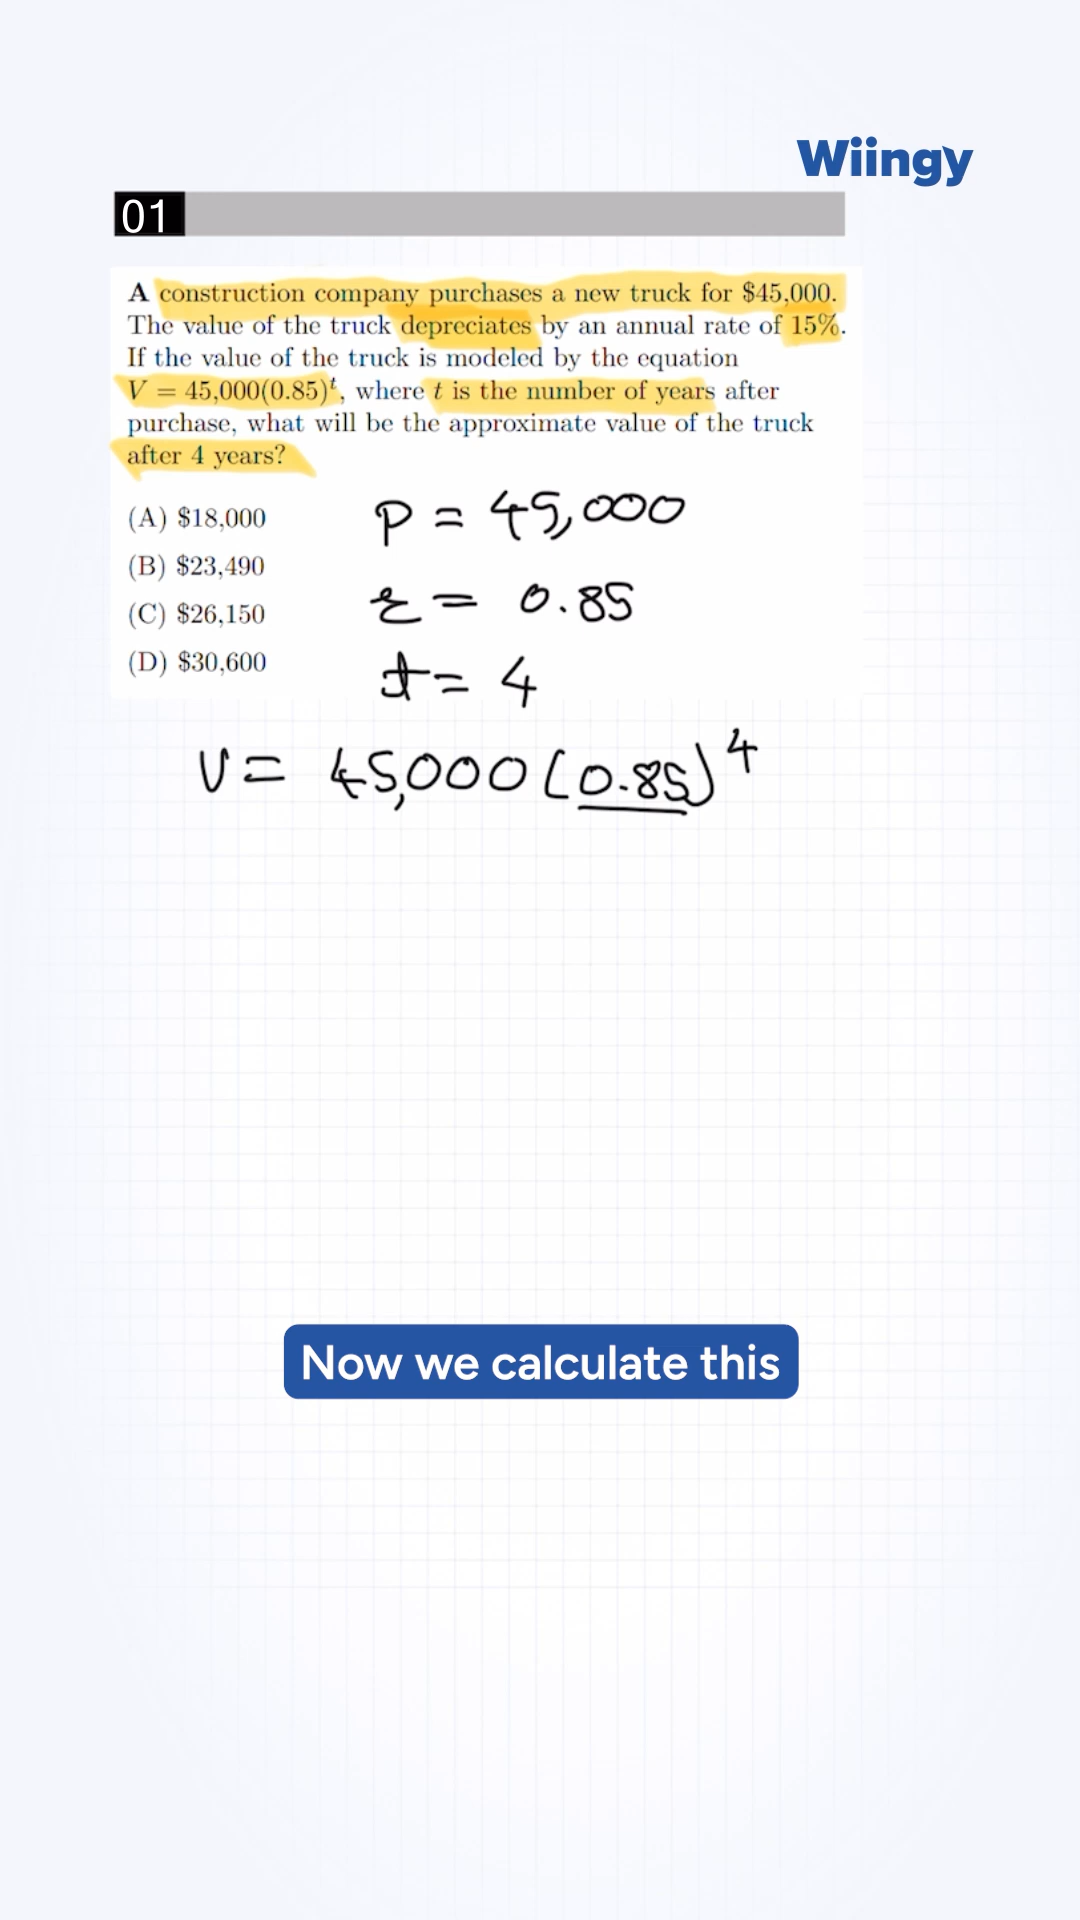 Wiingy
01
A construction company purchases a new truck for $45,000.
The value of the truck depreciates by an annual rate of 15%.
If the value of the truck is modeled by the equation
V = 45,000(0.85)^t, where t is the number of years after
purchase, what will be the approximate value of the truck
after 4 years?
(A) $18,000
(B) $23,490
(C) $26,150
(D) $30,600
P = 45,000
r = 0.85
t = 4
V = 45,000 (0.85)^4
Now we calculate this